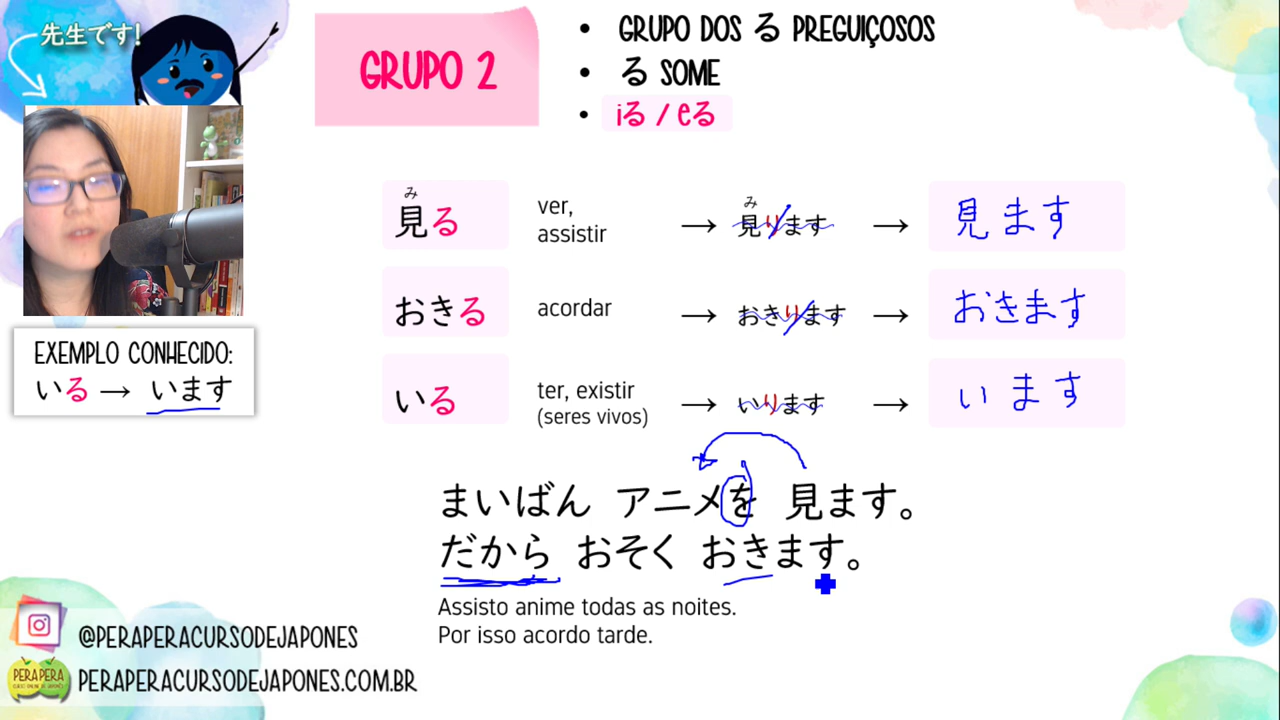 先生です!
GRUPO 2
• GRUPO DOS る PREGUIÇOSOS
• る SOME
• iる / eる
EXEMPLO CONHECIDO:
いる → います
み
見る
ver,
assistir
→
み
見ります
→
見ます
おきる
acordar
→
おきります
→
おきます
いる
ter, existir
(seres vivos)
→
いります
→
います
まいばん アニメを 見ます。
だから おそく おきます。
Assisto anime todas as noites.
Por isso acordo tarde.
@PERAPERACURSODEJAPONES
PERAPERA
PERAPERACURSODEJAPONES.COM.BR